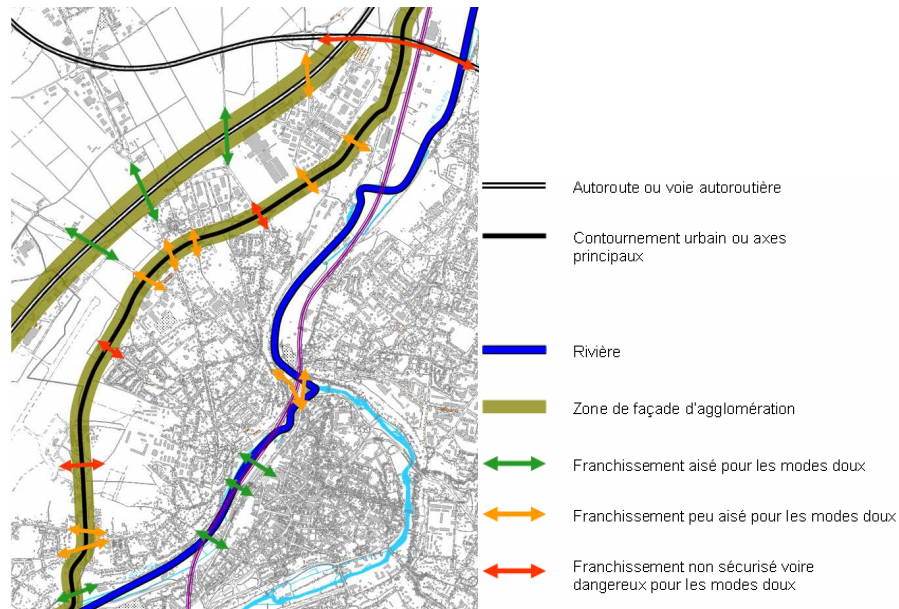 Autoroute ou voie autoroutière
Contournement urbain ou axes
principaux
Rivière
Zone de façade d'agglomération
Franchissement aisé pour les modes doux
Franchissement peu aisé pour les modes doux
Franchissement non sécurisé voire
dangereux pour les modes doux